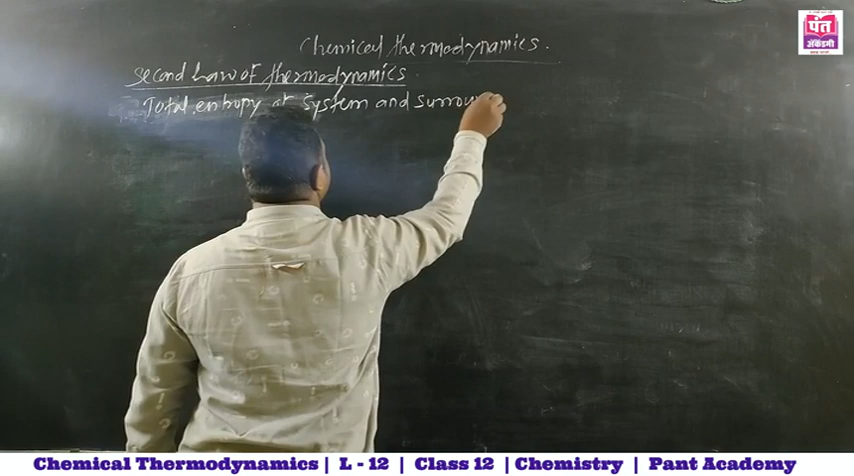 Chemical thermodynamics.
Second Law of thermodynamics.
Total entropy of System and surrou
पंत
अॅकेडमी
Chemical Thermodynamics | L - 12 | Class 12 | Chemistry | Pant Academy